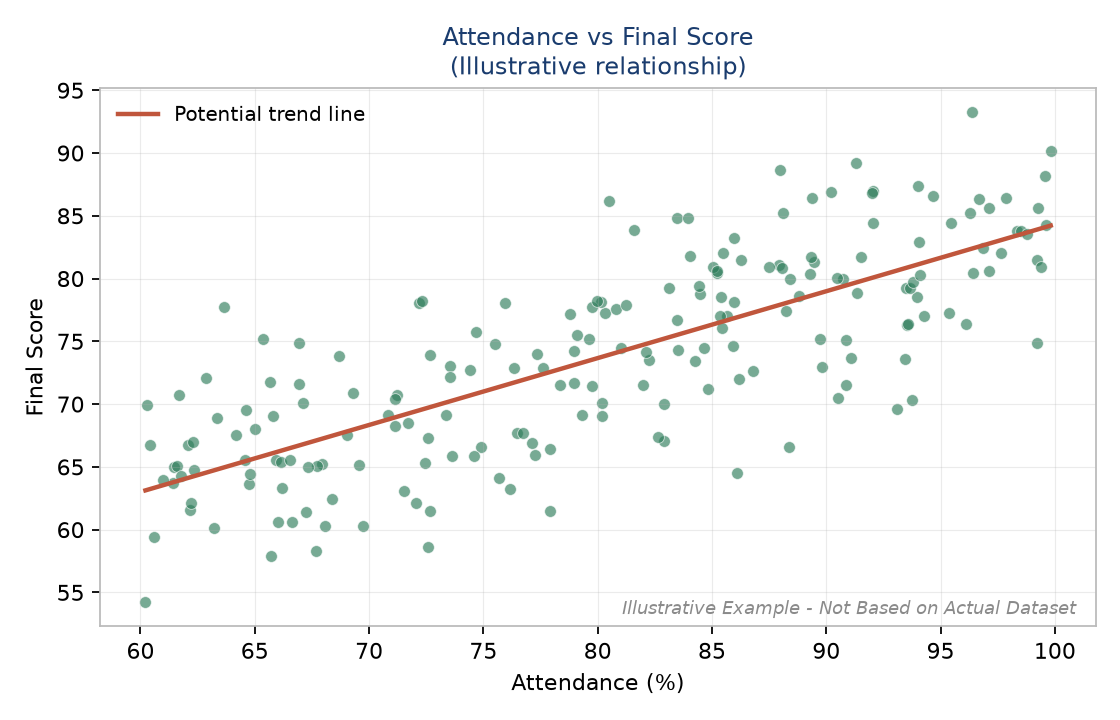 Attendance vs Final Score
(Illustrative relationship)
Potential trend line
95
90
85
80
75
70
65
60
55
Final Score
Illustrative Example - Not Based on Actual Dataset
60 65 70 75 80 85 90 95 100
Attendance (%)